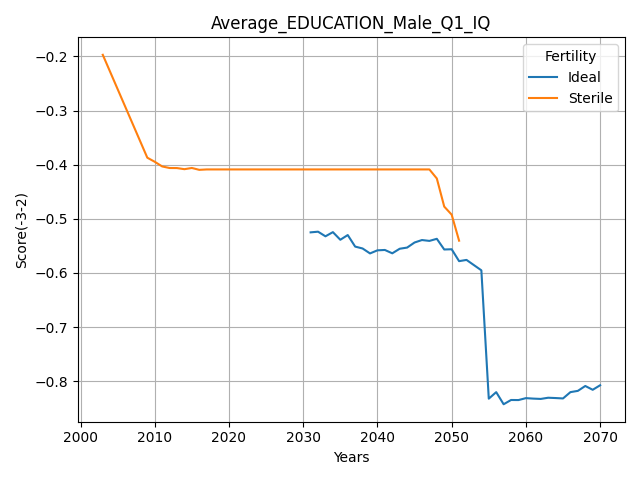 Average_EDUCATION_Male_Q1_IQ
Fertility
Ideal
Sterile
Score(-3-2)
−0.2
−0.3
−0.4
−0.5
−0.6
−0.7
−0.8
2000 2010 2020 2030 2040 2050 2060 2070
Years